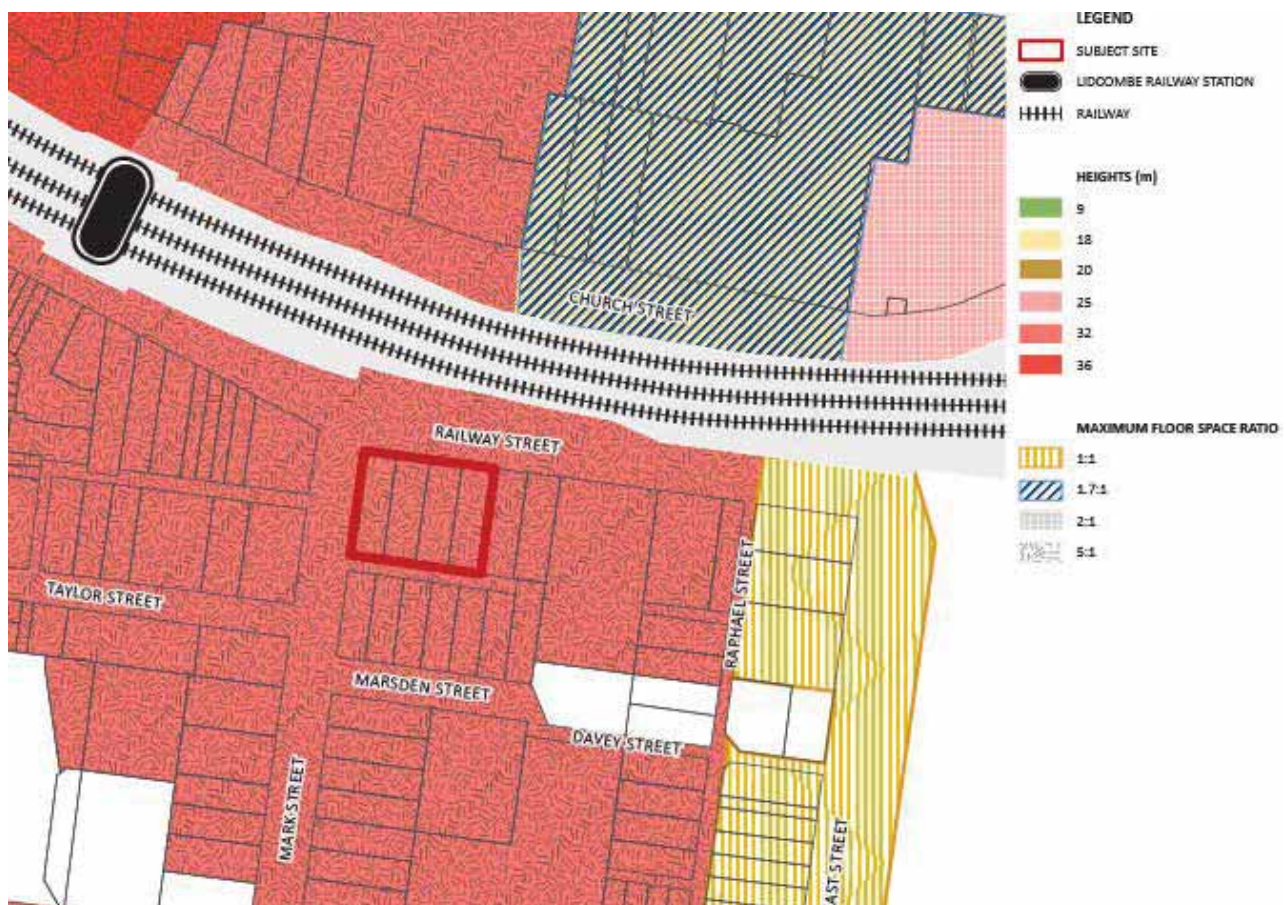 LEGEND
SUBJECT SITE
LIDCOMBE RAILWAY STATION
RAILWAY
HEIGHTS (m)
9
18
20
25
32
36
MAXIMUM FLOOR SPACE RATIO
1:1
1.7:1
2:1
5:1
CHURCH STREET
RAILWAY STREET
TAYLOR STREET
RAPHAEL STREET
MARSDEN STREET
DAVEY STREET
MARK STREET
AST STREET